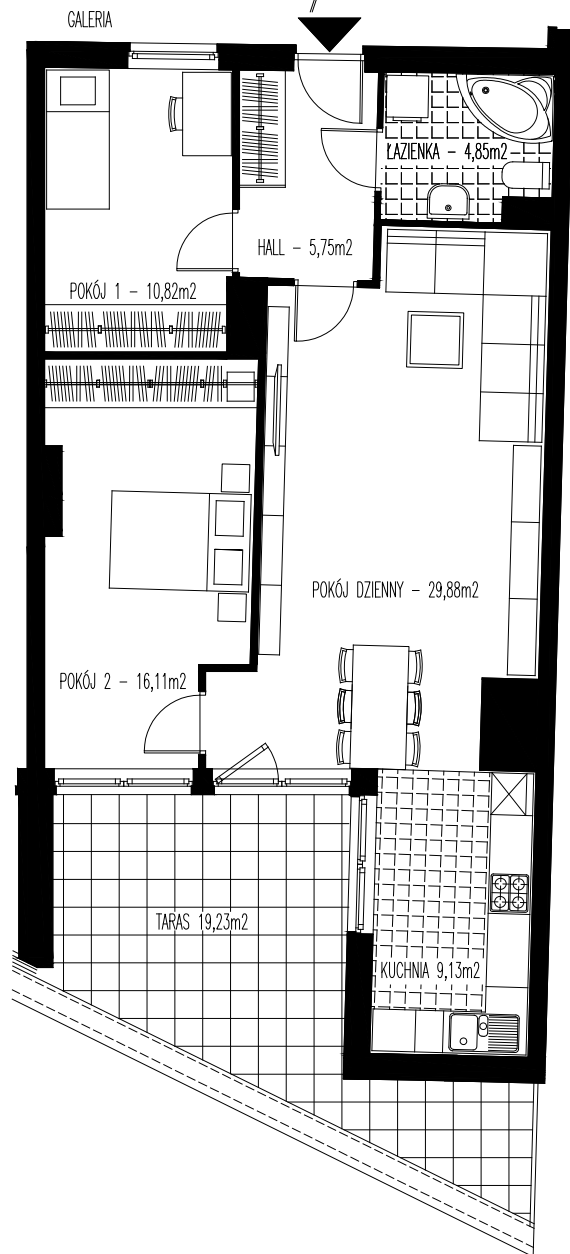 GALERIA
ŁAZIENKA - 4,85m2
HALL - 5,75m2
POKÓJ 1 - 10,82m2
POKÓJ DZIENNY - 29,88m2
POKÓJ 2 - 16,11m2
TARAS 19,23m2
KUCHNIA 9,13m2